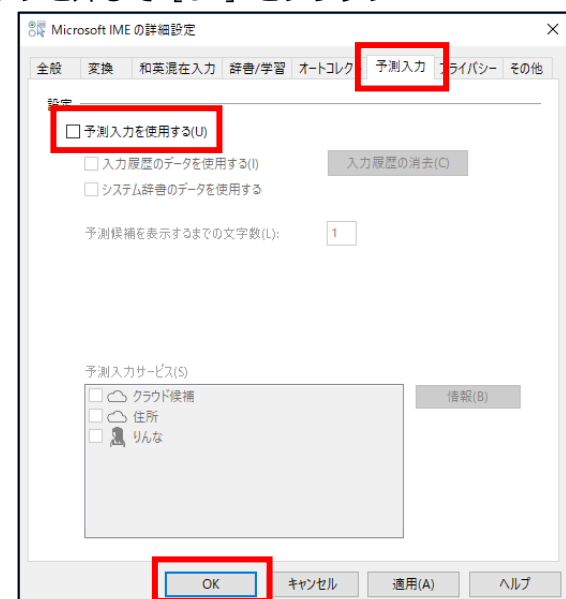 Microsoft IME の詳細設定
全般 変換 和英混在入力 辞書/学習 オートコレクト 予測入力 プライバシー その他
設定
予測入力を使用する(U)
入力履歴のデータを使用する(I) 入力履歴の消去(C)
システム辞書のデータを使用する
予測候補を表示するまでの文字数(L): 1
予測入力サービス(S)
クラウド候補 情報(B)
住所
りんな
OK キャンセル 適用(A) ヘルプ